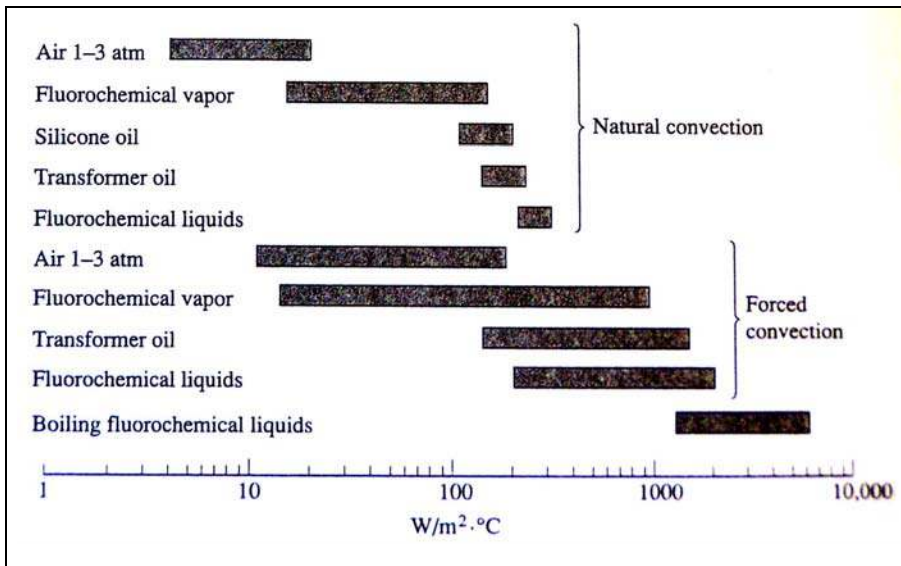 Air 1–3 atm
Fluorochemical vapor
Silicone oil
Natural convection
Transformer oil
Fluorochemical liquids
Air 1–3 atm
Fluorochemical vapor
Forced
convection
Transformer oil
Fluorochemical liquids
Boiling fluorochemical liquids
1 10 100 1000 10,000
W/m²·°C